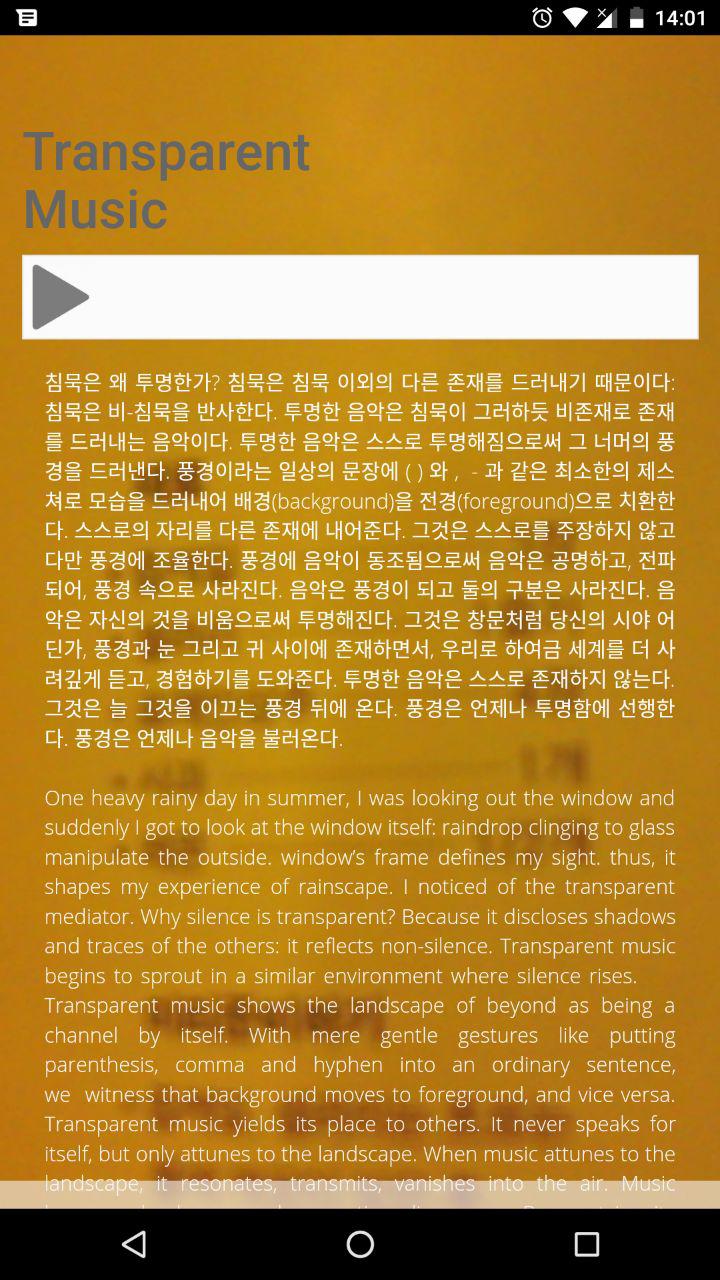 14:01
Transparent
Music
침묵은 왜 투명한가? 침묵은 침묵 이외의 다른 존재를 드러내기 때문이다:
침묵은 비-침묵을 반사한다. 투명한 음악은 침묵이 그러하듯 비존재로 존재
를 드러내는 음악이다. 투명한 음악은 스스로 투명해짐으로써 그 너머의 풍
경을 드러낸다. 풍경이라는 일상의 문장에 ( ) 와 ,  - 과 같은 최소한의 제스
쳐로 모습을 드러내어 배경(background)을 전경(foreground)으로 치환한
다. 스스로의 자리를 다른 존재에 내어준다. 그것은 스스로를 주장하지 않고
다만 풍경에 조율한다. 풍경에 음악이 동조됨으로써 음악은 공명하고, 전파
되어, 풍경 속으로 사라진다. 음악은 풍경이 되고 둘의 구분은 사라진다. 음
악은 자신의 것을 비움으로써 투명해진다. 그것은 창문처럼 당신의 시야 어
딘가, 풍경과 눈 그리고 귀 사이에 존재하면서, 우리로 하여금 세계를 더 사
려깊게 듣고, 경험하기를 도와준다. 투명한 음악은 스스로 존재하지 않는다.
그것은 늘 그것을 이끄는 풍경 뒤에 온다. 풍경은 언제나 투명함에 선행한
다. 풍경은 언제나 음악을 불러온다.
One heavy rainy day in summer, I was looking out the window and
suddenly I got to look at the window itself: raindrop clinging to glass
manipulate the outside. window's frame defines my sight. thus, it
shapes my experience of rainscape. I noticed of the transparent
mediator. Why silence is transparent? Because it discloses shadows
and traces of the others: it reflects non-silence. Transparent music
begins to sprout in a similar environment where silence rises.
Transparent music shows the landscape of beyond as being a
channel by itself. With mere gentle gestures like putting
parenthesis, comma and hyphen into an ordinary sentence,
we  witness that background moves to foreground, and vice versa.
Transparent music yields its place to others. It never speaks for
itself, but only attunes to the landscape. When music attunes to the
landscape, it resonates, transmits, vanishes into the air. Music